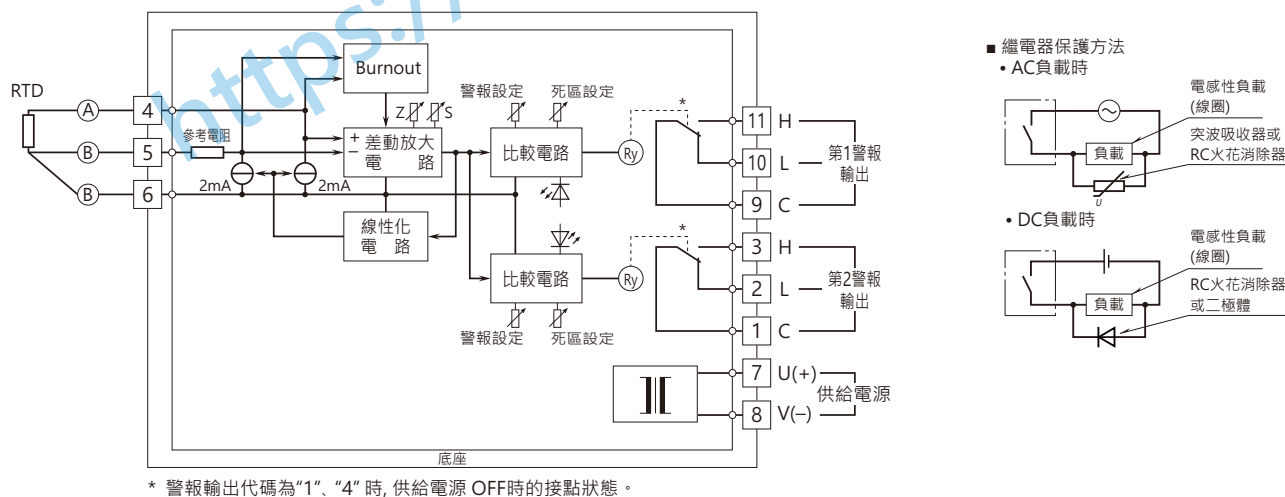 https://
RTD
A
4
B
5
B
6
參考電阻
2mA
2mA
Burnout
Z
S
+
−
差動放大
電 路
線性化
電 路
警報設定
死區設定
比較電路
Ry
*
11 H
10 L
9 C
第1警報
輸出
比較電路
警報設定
死區設定
Ry
*
3 H
2 L
1 C
第2警報
輸出
7 U(+)
8 V(–)
供給電源
底座
* 警報輸出代碼為“1”、“4” 時, 供給電源 OFF時的接點狀態。
■ 繼電器保護方法
• AC負載時
電感性負載
(線圈)
突波吸收器或
RC火花消除器
負載
U
• DC負載時
電感性負載
(線圈)
RC火花消除器
或二極體
負載